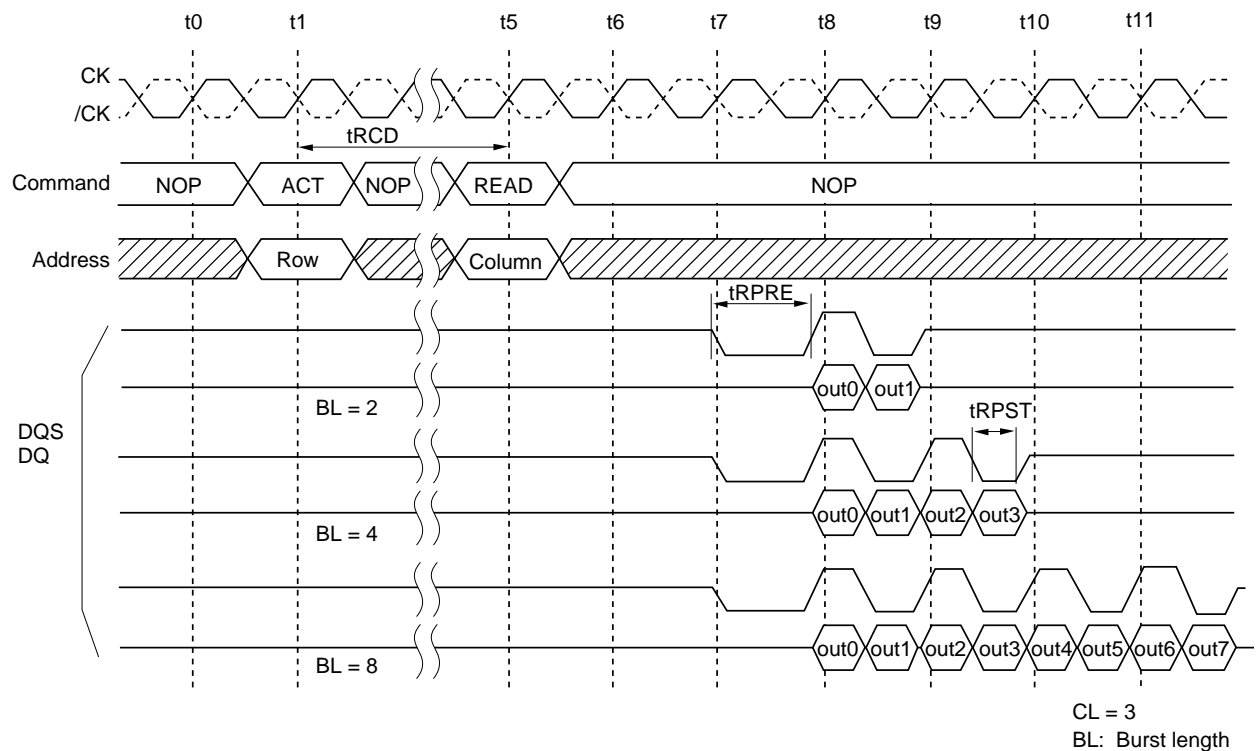 t0 t1 t5 t6 t7 t8 t9 t10 t11
CK
/CK
tRCD
Command NOP ACT NOP READ NOP
Address Row Column
tRPRE
out0 out1
BL = 2
tRPST
DQS
DQ
out0 out1 out2 out3
BL = 4
out0 out1 out2 out3 out4 out5 out6 out7
BL = 8
CL = 3
BL: Burst length